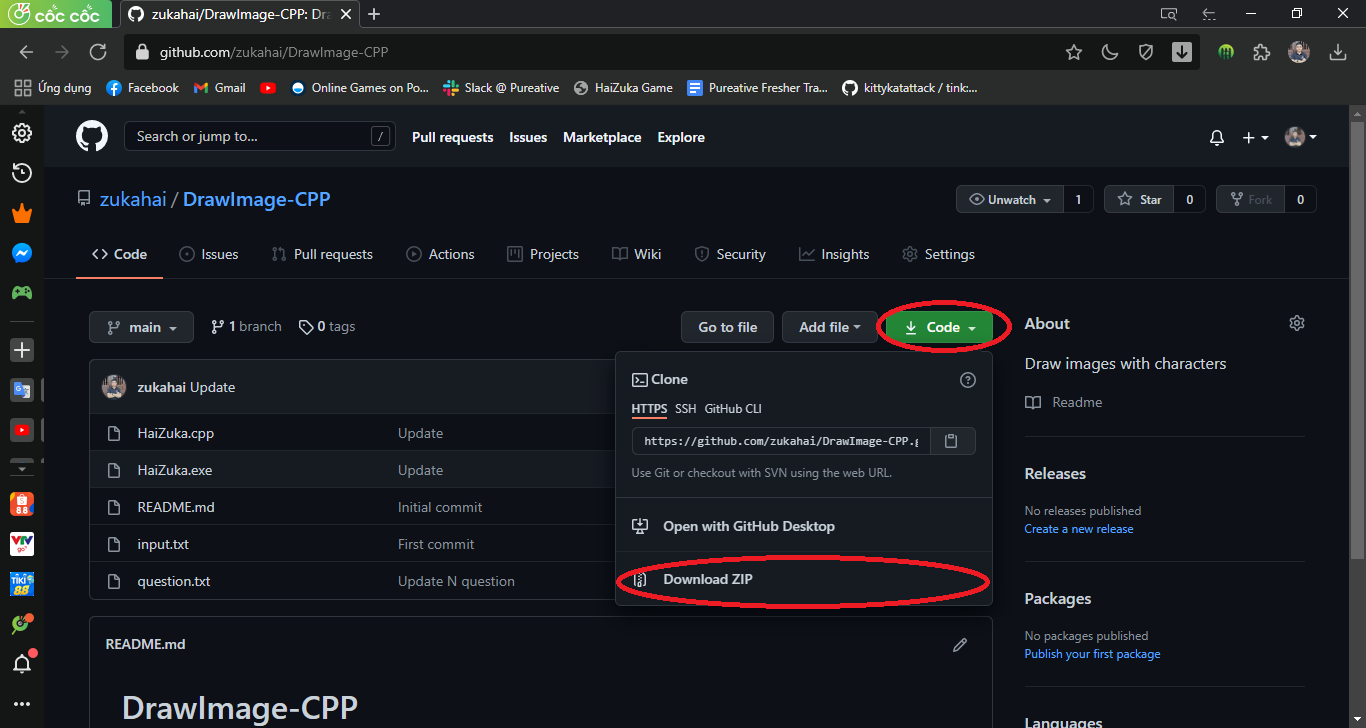 cốc cốc
zukahai/DrawImage-CPP: Dra
github.com/zukahai/DrawImage-CPP
Ứng dụng Facebook Gmail Online Games on Po... Slack @ Pureative HaiZuka Game Pureative Fresher Tra... kittykatattack / tink:...
Search or jump to... / Pull requests Issues Marketplace Explore
zukahai / DrawImage-CPP Unwatch 1 Star 0 Fork 0
Code Issues Pull requests Actions Projects Wiki Security Insights Settings
main 1 branch 0 tags Go to file Add file Code
zukahai Update
HaiZuka.cpp Update
HaiZuka.exe Update
README.md Initial commit
input.txt First commit
question.txt Update N question
Clone
HTTPS SSH GitHub CLI
https://github.com/zukahai/DrawImage-CPP.g
Use Git or checkout with SVN using the web URL.
Open with GitHub Desktop
Download ZIP
About
Draw images with characters
Readme
Releases
No releases published
Create a new release
Packages
No packages published
Publish your first package
Languages
README.md
DrawImage-CPP
8.8
VTV
go
TIKI
88